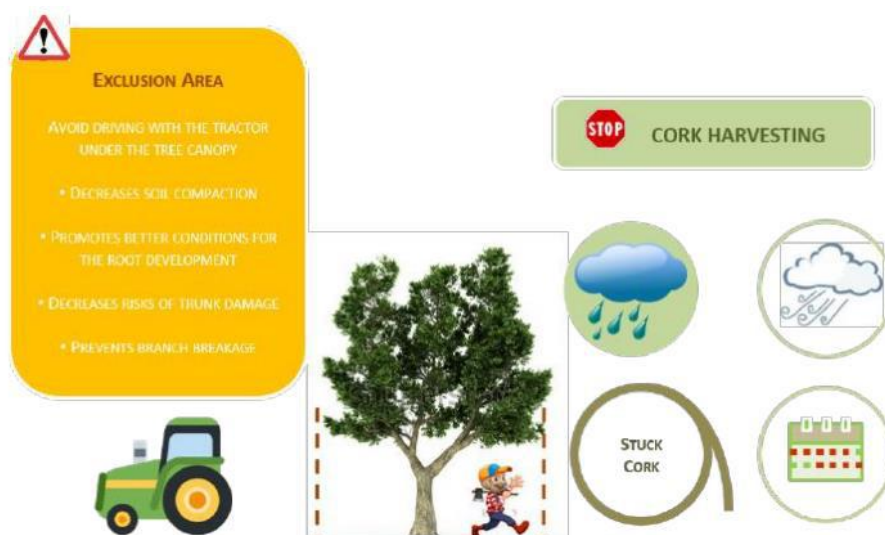 EXCLUSION AREA
AVOID DRIVING WITH THE TRACTOR
UNDER THE TREE CANOPY
• DECREASES SOIL COMPACTION
• PROMOTES BETTER CONDITIONS FOR
THE ROOT DEVELOPMENT
• DECREASES RISKS OF TRUNK DAMAGE
• PREVENTS BRANCH BREAKAGE
STOP
CORK HARVESTING
STUCK
CORK